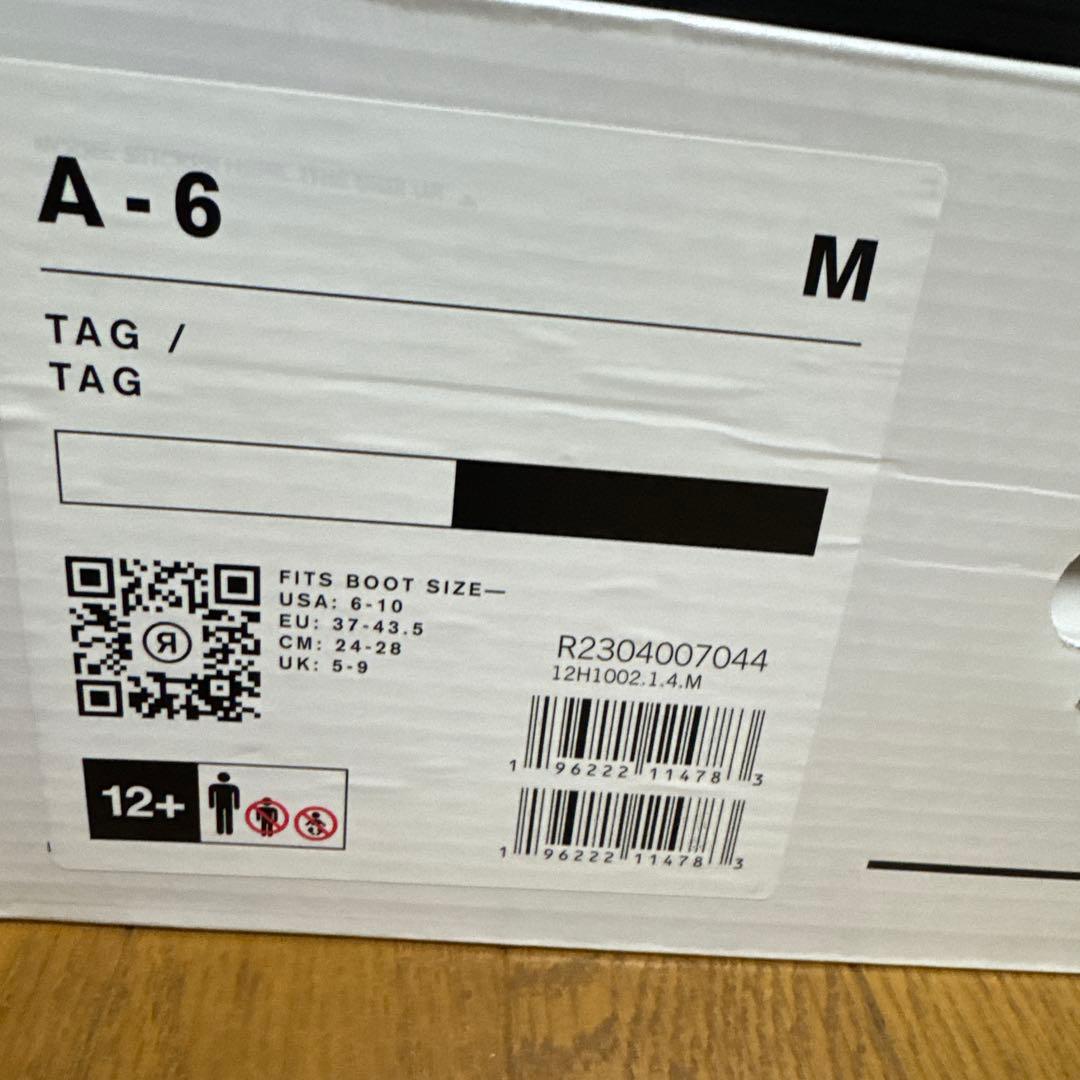 A - 6
M
TAG /
TAG
FITS BOOT SIZE—
USA: 6-10
EU: 37-43.5
CM: 24-28
UK: 5-9
R2304007044
12H1002.1.4.M
1 96222 11478 3
1 96222 11478 3
12+